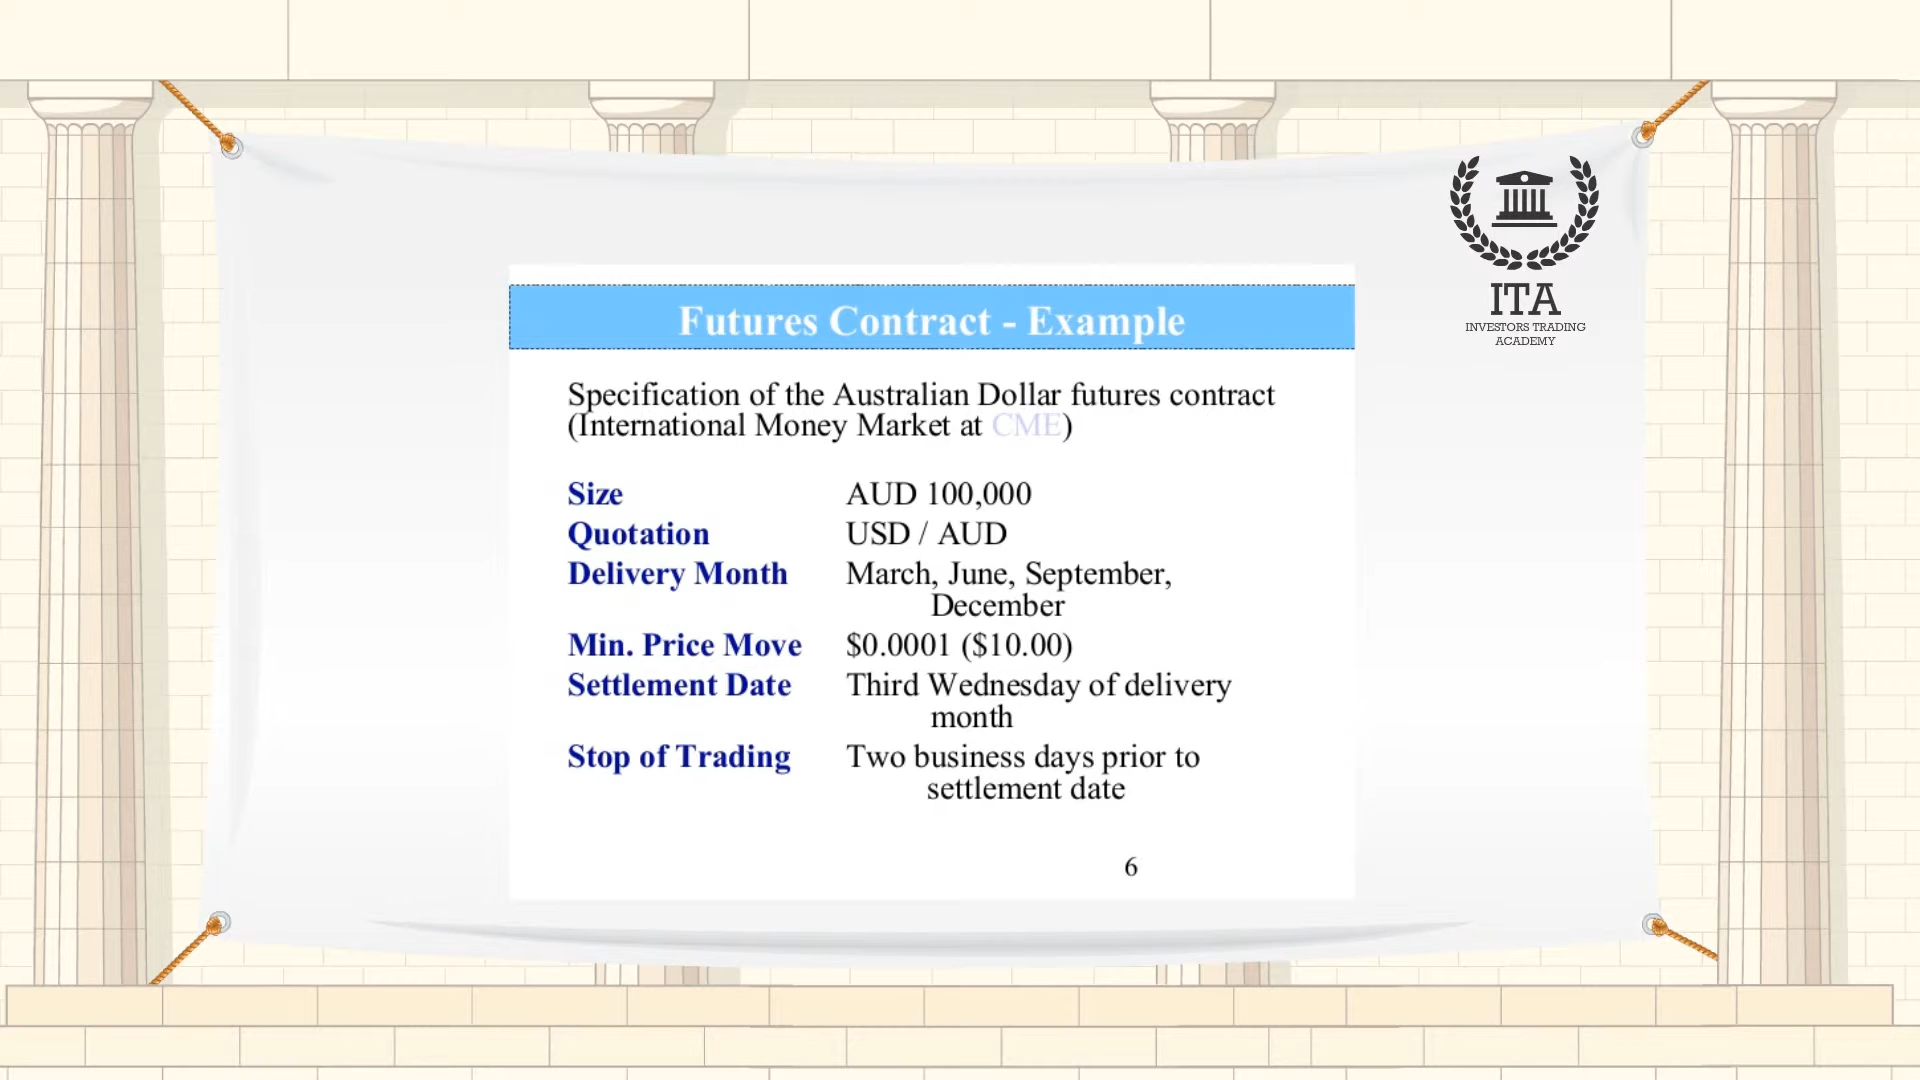 ITA
INVESTORS TRADING
ACADEMY
Futures Contract - Example
Specification of the Australian Dollar futures contract
(International Money Market at CME)
Size AUD 100,000
Quotation USD / AUD
Delivery Month March, June, September,
December
Min. Price Move $0.0001 ($10.00)
Settlement Date Third Wednesday of delivery
month
Stop of Trading Two business days prior to
settlement date
6